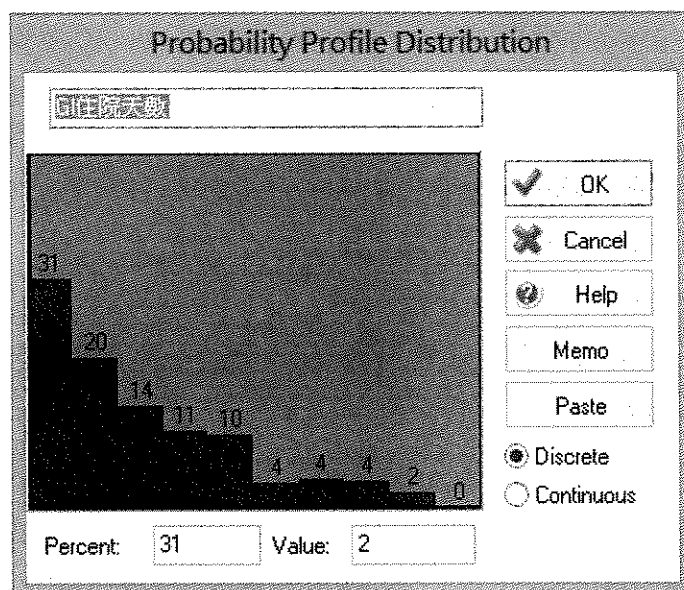 Probability Profile Distribution
GI住院天数
OK
Cancel
Help
Memo
Paste
Discrete
Continuous
31
20
14
11
10
4
4
4
2
0
Percent: 31 Value: 2